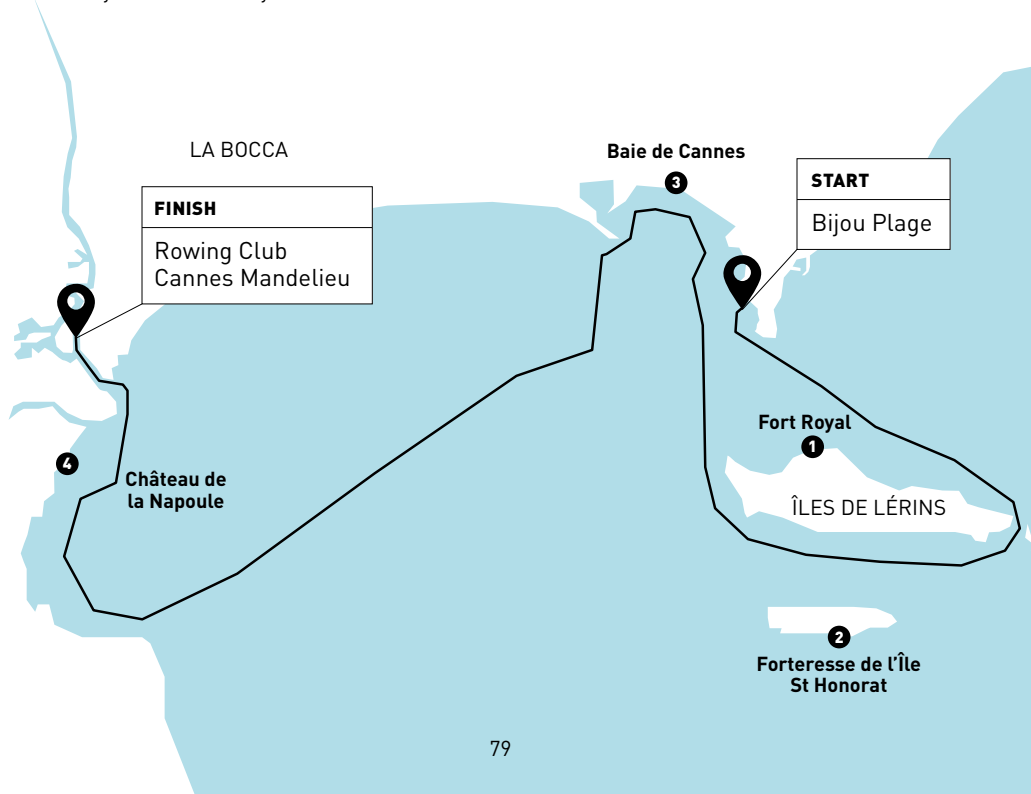 LA BOCCA
Baie de Cannes
3
START
Bijou Plage
FINISH
Rowing Club
Cannes Mandelieu
Fort Royal
1
4
Château de
la Napoule
ÎLES DE LÉRINS
2
Forteresse de l'Île
St Honorat
79